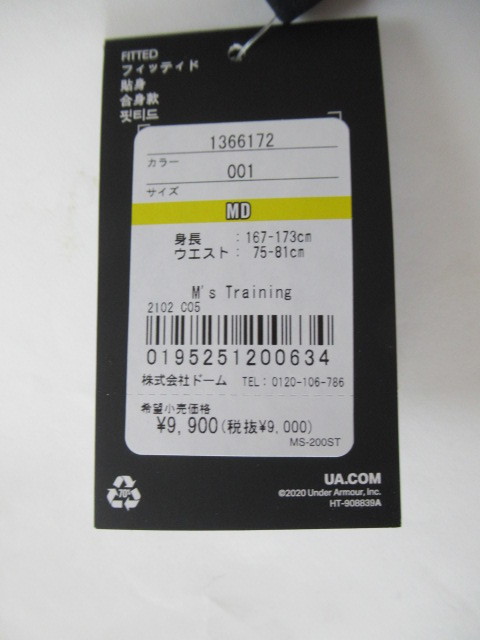 FITTED
フィッティド
貼身
合身款
핏티드
1366172
カラー
001
サイズ
MD
身長 : 167-173cm
ウエスト : 75-81cm
M's Training
2102 C05
0195251200634
株式会社ドーム TEL: 0120-106-786
希望小売価格
¥9,900(税抜¥9,000)
MS-200ST
70%
UA.COM
©2020 Under Armour, Inc.
HT-908839A